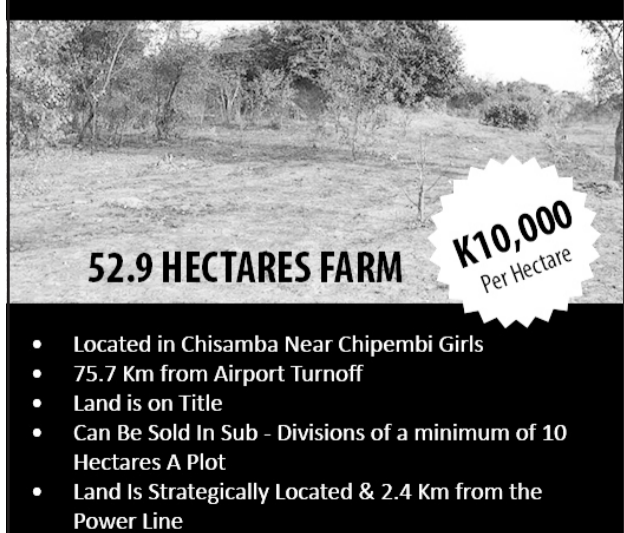 52.9 HECTARES FARM
K10,000
Per Hectare
• Located in Chisamba Near Chipembi Girls
• 75.7 Km from Airport Turnoff
• Land is on Title
• Can Be Sold In Sub - Divisions of a minimum of 10
Hectares A Plot
• Land Is Strategically Located & 2.4 Km from the
Power Line